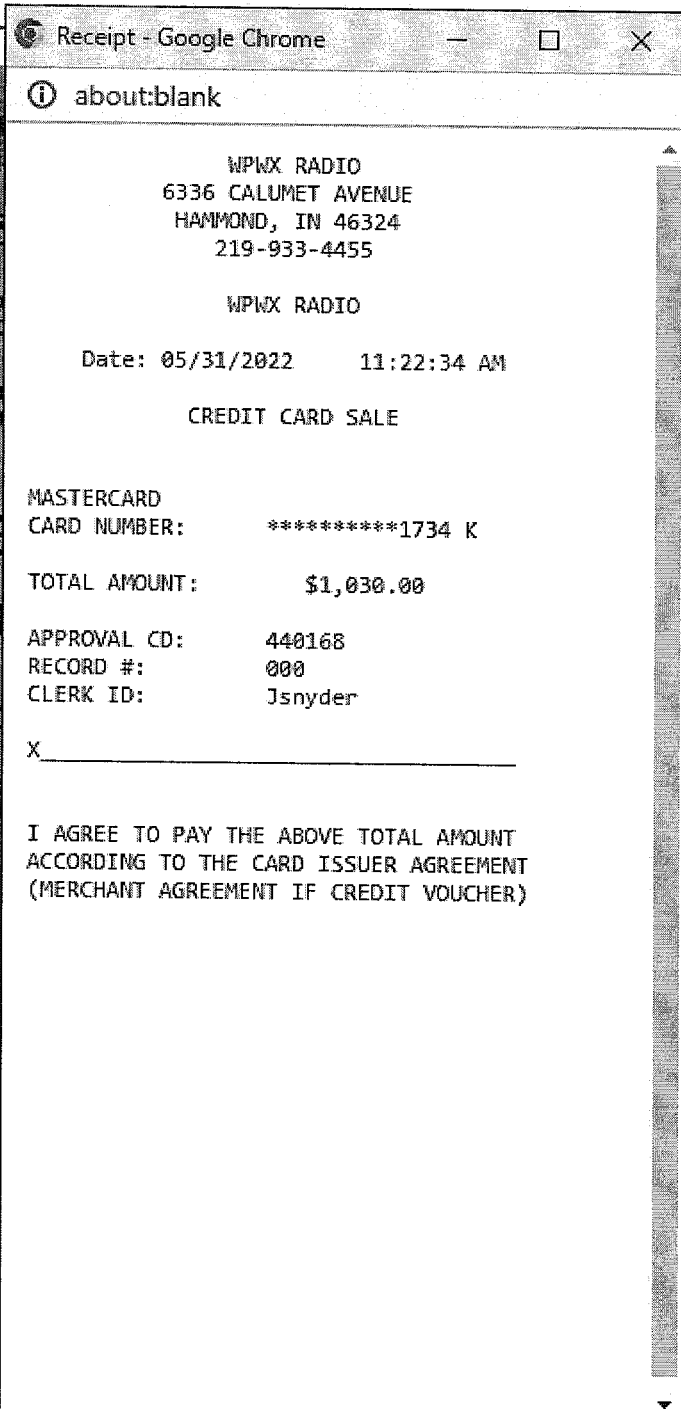 Receipt - Google Chrome
about:blank
WPWX RADIO
6336 CALUMET AVENUE
HAMMOND, IN 46324
219-933-4455
WPWX RADIO
Date: 05/31/2022 11:22:34 AM
CREDIT CARD SALE
MASTERCARD
CARD NUMBER: **********1734 K
TOTAL AMOUNT: $1,030.00
APPROVAL CD: 440168
RECORD #: 000
CLERK ID: Jsnyder
X
I AGREE TO PAY THE ABOVE TOTAL AMOUNT
ACCORDING TO THE CARD ISSUER AGREEMENT
(MERCHANT AGREEMENT IF CREDIT VOUCHER)